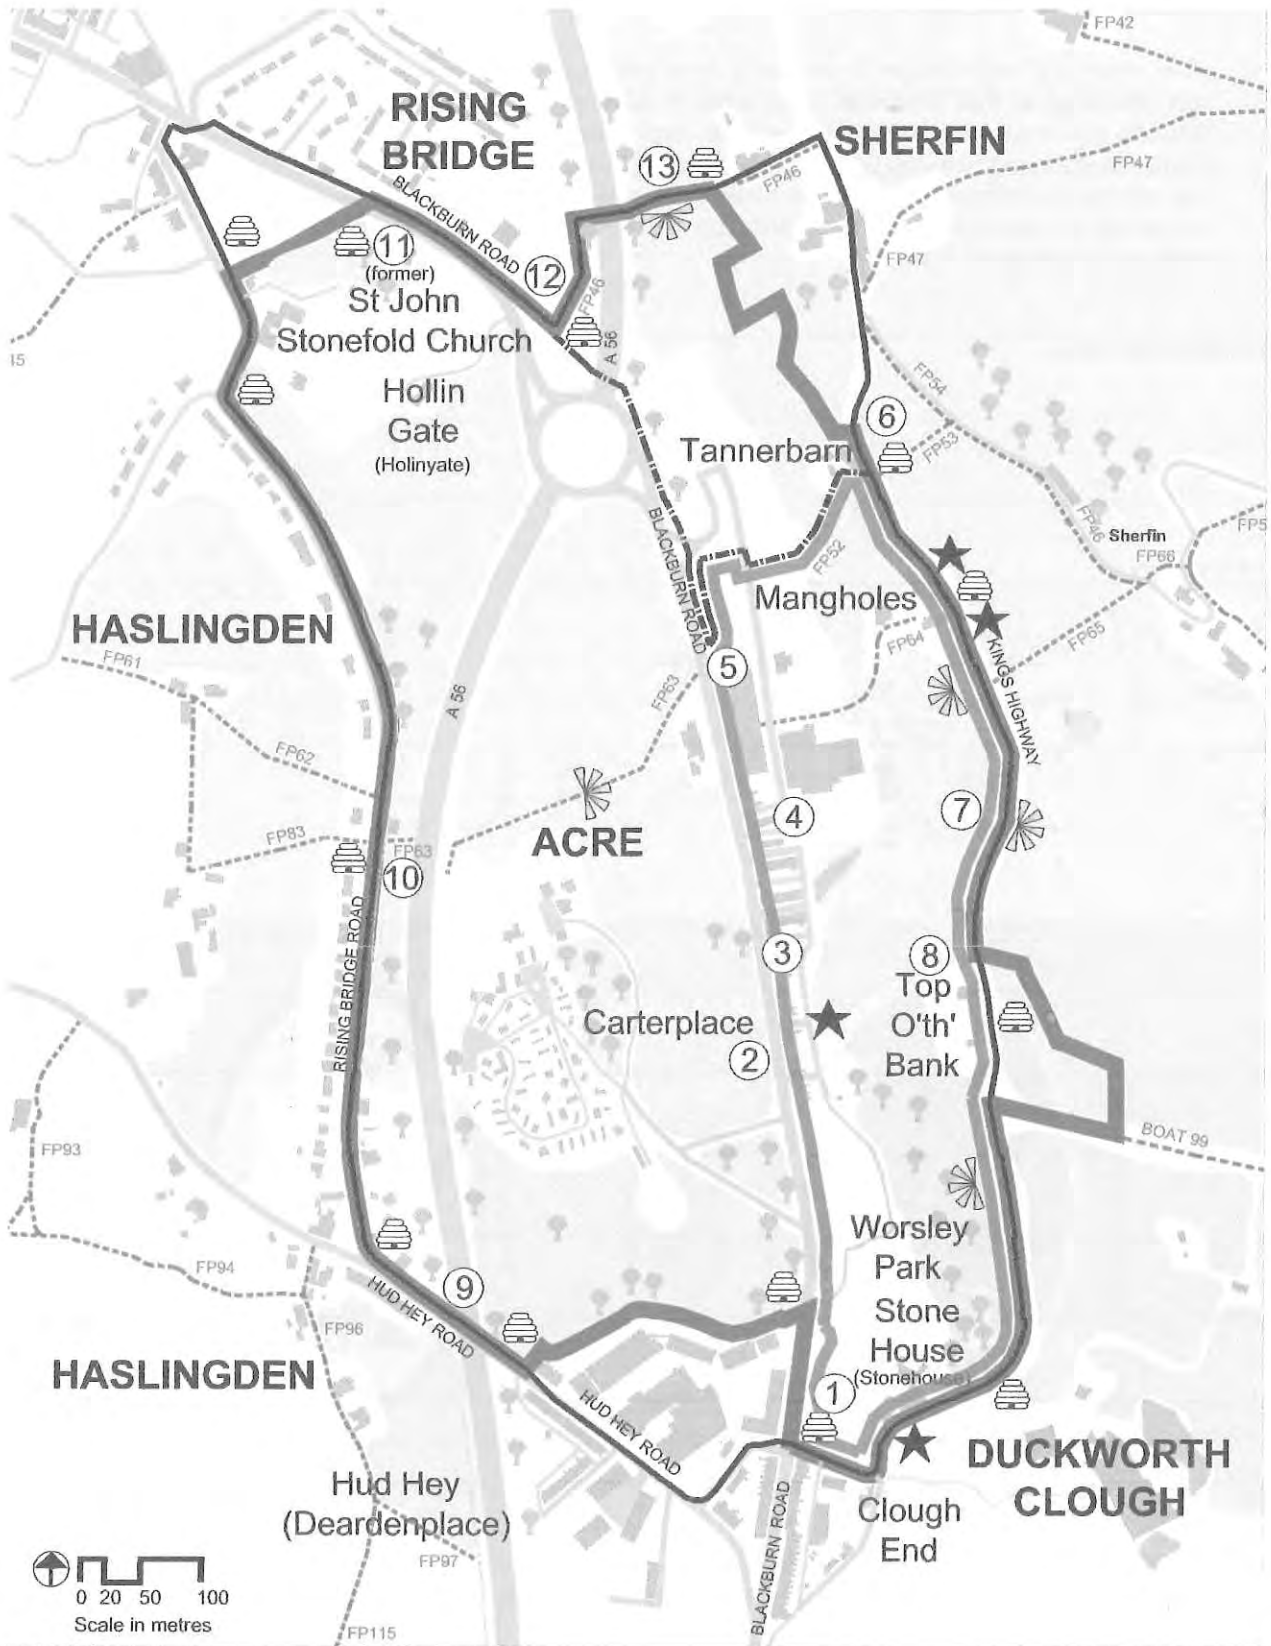 FP42
RISING
BRIDGE
SHERFIN
13
FP46
FP47
BLACKBURN ROAD
11
(former)
St John
Stonefold Church
12
FP46
A 56
FP47
15
Hollin
Gate
(Holinyate)
FP54
6
Tannerbarn
FP53
FP46
Sherfin
FP66
BLACKBURN ROAD
FP52
Mangholes
HASLINGDEN
FP61
5
FP64
FP65
KINGS HIGHWAY
A 56
FP63
FP62
7
4
ACRE
FP83
FP63
10
RISING BRIDGE ROAD
3
8
Top
O'th'
Bank
Carterplace
2
BOAT 99
FP93
Worsley
Park
Stone
House
(Stonehouse)
FP94
9
HUD HEY ROAD
FP96
HASLINGDEN
1
HUD HEY ROAD
DUCKWORTH
CLOUGH
Hud Hey
(Deardenplace)
Clough
End
BLACKBURN ROAD
FP97
0 20 50 100
Scale in metres
FP115